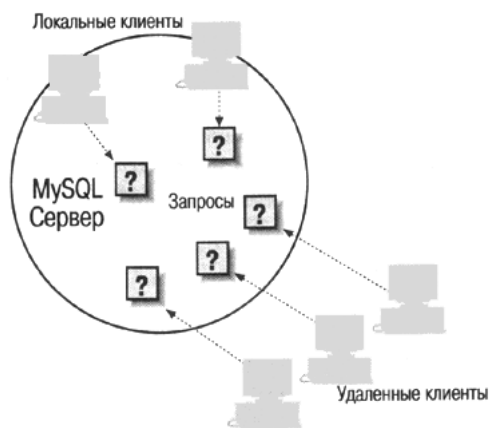 Локальные клиенты
?
?
MySQL
Сервер
Запросы
?
?
?
Удаленные клиенты